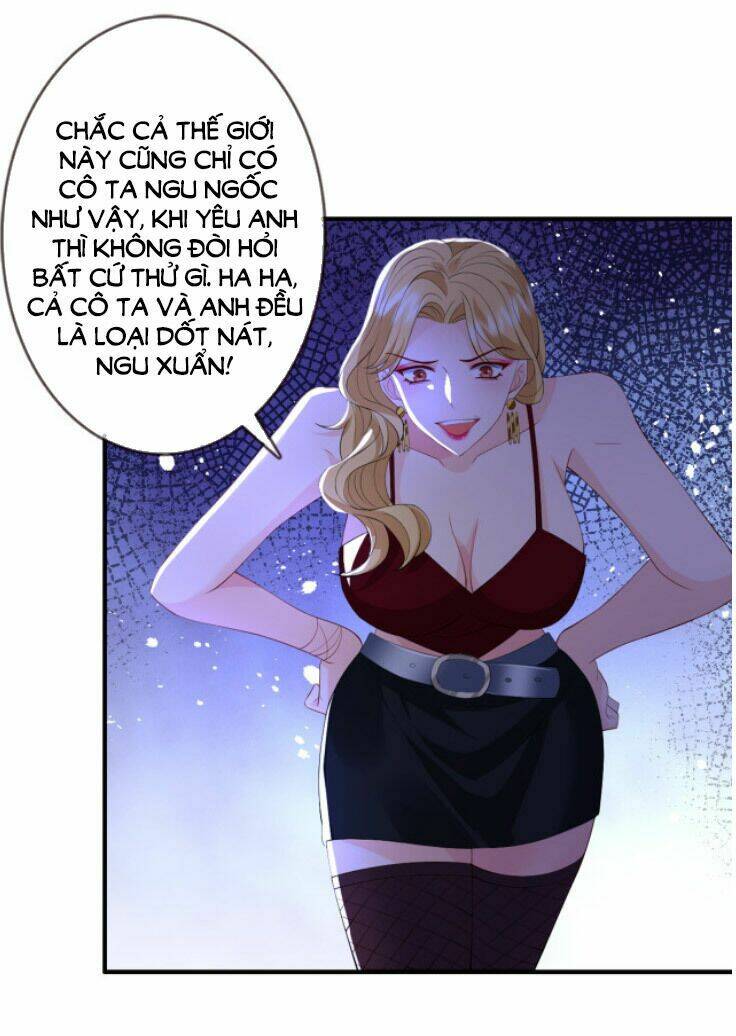 CHẮC CẢ THẾ GIỚI
NÀY CŨNG CHỈ CÓ
CÔ TA NGU NGỐC
NHƯ VẬY, KHI YÊU ANH
THÌ KHÔNG ĐÒI HỎI
BẤT CỨ THỨ GÌ. HA HA,
CẢ CÔ TA VÀ ANH ĐỀU
LÀ LOẠI DỐT NÁT,
NGU XUẨN!